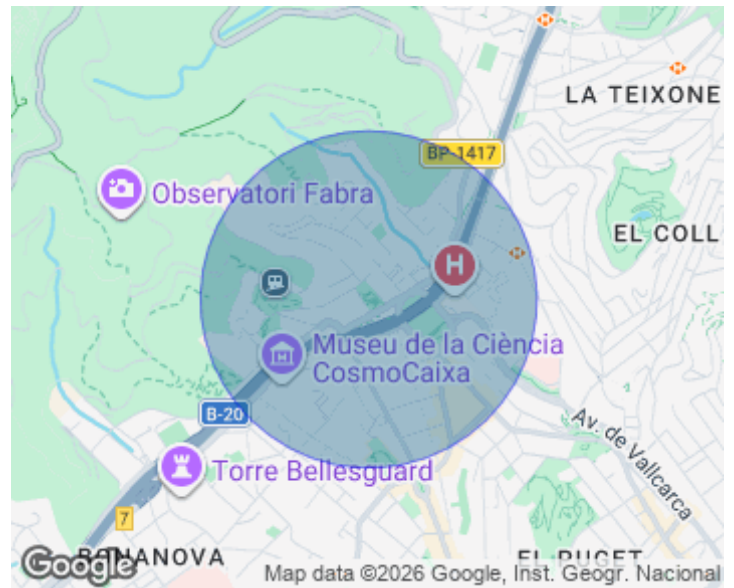 LA TEIXONE
BP-1417
Observatori Fabra
EL COLL
H
Museu de la Ciència
CosmoCaixa
B-20
Av. de Vallcarca
Torre Bellesguard
7
BONANOVA
EL PUGET
Google
Map data ©2026 Google, Inst. Geogr. Nacional